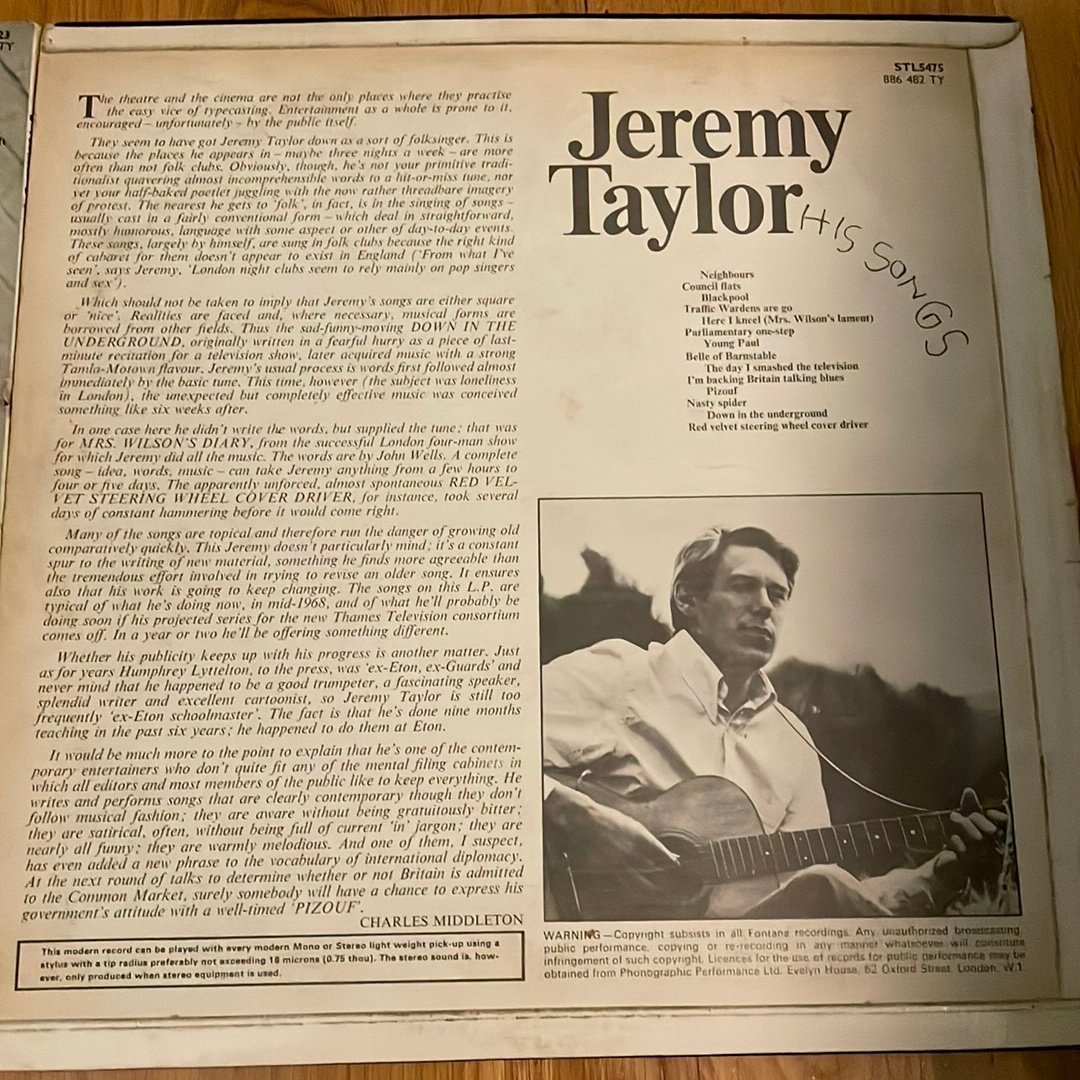 23
TY
h
The theatre and the cinema are not the only places where they practise
the easy vice of typecasting. Entertainment as a whole is prone to it,
encouraged – unfortunately – by the public itself.
They seem to have got Jeremy Taylor down as a sort of folksinger. This is
because the places he appears in – maybe three nights a week – are more
often than not folk clubs. Obviously, though, he's not your primitive tradi-
tionalist quavering almost incomprehensible words to a hit-or-miss tune, nor
yet your half-baked poetlet juggling with the now rather threadbare imagery
of protest. The nearest he gets to 'folk', in fact, is in the singing of songs –
usually cast in a fairly conventional form – which deal in straightforward,
mostly humorous, language with some aspect or other of day-to-day events.
These songs, largely by himself, are sung in folk clubs because the right kind
of cabaret for them doesn't appear to exist in England ('From what I've
seen', says Jeremy, 'London night clubs seem to rely mainly on pop singers
and sex').
Which should not be taken to imply that Jeremy's songs are either square
or 'nice'. Realities are faced and, where necessary, musical forms are
borrowed from other fields. Thus the sad-funny-moving DOWN IN THE
UNDERGROUND, originally written in a fearful hurry as a piece of last-
minute recitation for a television show, later acquired music with a strong
Tamla-Motown flavour. Jeremy's usual process is words first followed almost
immediately by the basic tune. This time, however (the subject was loneliness
in London), the unexpected but completely effective music was conceived
something like six weeks after.
In one case here he didn't write the words, but supplied the tune; that was
for MRS. WILSON'S DIARY, from the successful London four-man show
for which Jeremy did all the music. The words are by John Wells. A complete
song – idea, words, music – can take Jeremy anything from a few hours to
four or five days. The apparently unforced, almost spontaneous RED VEL-
VET STEERING WHEEL COVER DRIVER, for instance, took several
days of constant hammering before it would come right.
Many of the songs are topical and therefore run the danger of growing old
comparatively quickly. This Jeremy doesn't particularly mind; it's a constant
spur to the writing of new material, something he finds more agreeable than
the tremendous effort involved in trying to revise an older song. It ensures
also that his work is going to keep changing. The songs on this L.P. are
typical of what he's doing now, in mid-1968, and of what he'll probably be
doing soon if his projected series for the new Thames Television consortium
comes off. In a year or two he'll be offering something different.
Whether his publicity keeps up with his progress is another matter. Just
as for years Humphrey Lyttelton, to the press, was 'ex-Eton, ex-Guards' and
never mind that he happened to be a good trumpeter, a fascinating speaker,
splendid writer and excellent cartoonist, so Jeremy Taylor is still too
frequently 'ex-Eton schoolmaster'. The fact is that he's done nine months
teaching in the past six years; he happened to do them at Eton.
It would be much more to the point to explain that he's one of the contem-
porary entertainers who don't quite fit any of the mental filing cabinets in
which all editors and most members of the public like to keep everything. He
writes and performs songs that are clearly contemporary though they don't
follow musical fashion; they are aware without being gratuitously bitter;
they are satirical, often, without being full of current 'in' jargon; they are
nearly all funny; they are warmly melodious. And one of them, I suspect,
has even added a new phrase to the vocabulary of international diplomacy.
At the next round of talks to determine whether or not Britain is admitted
to the Common Market, surely somebody will have a chance to express his
government's attitude with a well-timed 'PIZOUF'.
CHARLES MIDDLETON
This modern record can be played with every modern Mono or Stereo light weight pick-up using a
stylus with a tip radius preferably not exceeding 18 microns (0.75 thou). The stereo sound is, how-
ever, only produced when stereo equipment is used.
STL5475
886 482 TY
Jeremy
Taylor
HIS SONGS
Neighbours
Council flats
Blackpool
Traffic Wardens are go
Here I kneel (Mrs. Wilson's lament)
Parliamentary one-step
Young Paul
Belle of Barnstable
The day I smashed the television
I'm backing Britain talking blues
Pizouf
Nasty spider
Down in the underground
Red velvet steering wheel cover driver
WARNING—Copyright subsists in all Fontana recordings. Any unauthorized broadcasting,
public performance, copying or re-recording in any manner whatsoever will constitute
infringement of such copyright. Licences for the use of records for public performance may be
obtained from Phonographic Performance Ltd. Evelyn House, 62 Oxford Street, London, W.1.